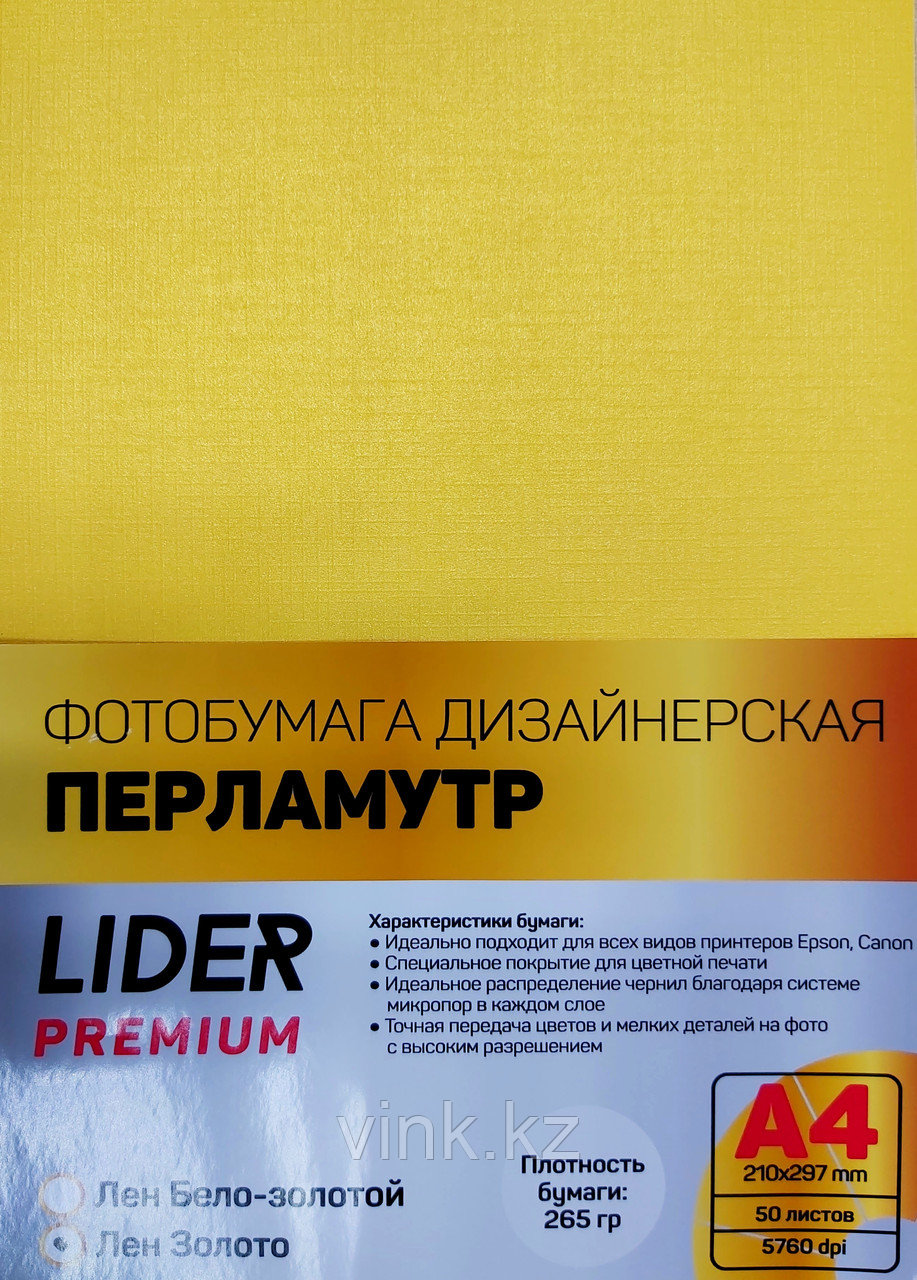 ФОТОБУМАГА ДИЗАЙНЕРСКАЯ
ПЕРЛАМУТР
LIDER
PREMIUM
Характеристики бумаги:
● Идеально подходит для всех видов принтеров Epson, Canon
● Специальное покрытие для цветной печати
● Идеальное распределение чернил благодаря системе
микропор в каждом слое
● Точная передача цветов и мелких деталей на фото
с высоким разрешением
vink.kz
Лен Бело-золотой
Лен Золото
Плотность
бумаги:
265 гр
A4
210x297 mm
50 листов
5760 dpi